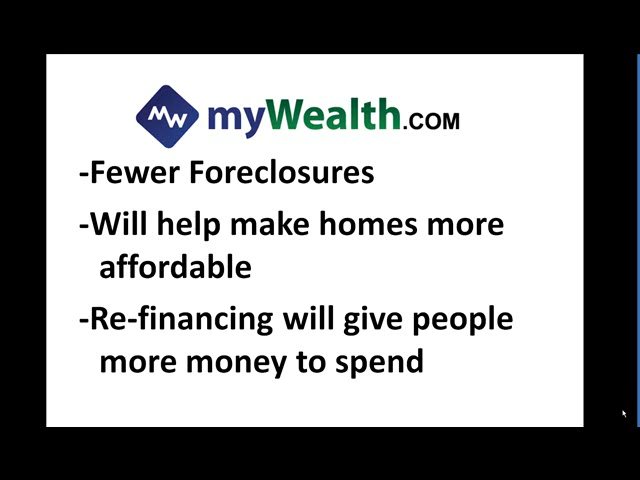 MW myWealth.COM
-Fewer Foreclosures
-Will help make homes more
affordable
-Re-financing will give people
more money to spend